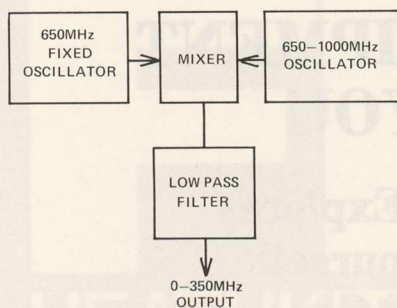 650MHz
FIXED
OSCILLATOR
MIXER
650–1000MHz
OSCILLATOR
LOW PASS
FILTER
0–350MHz
OUTPUT